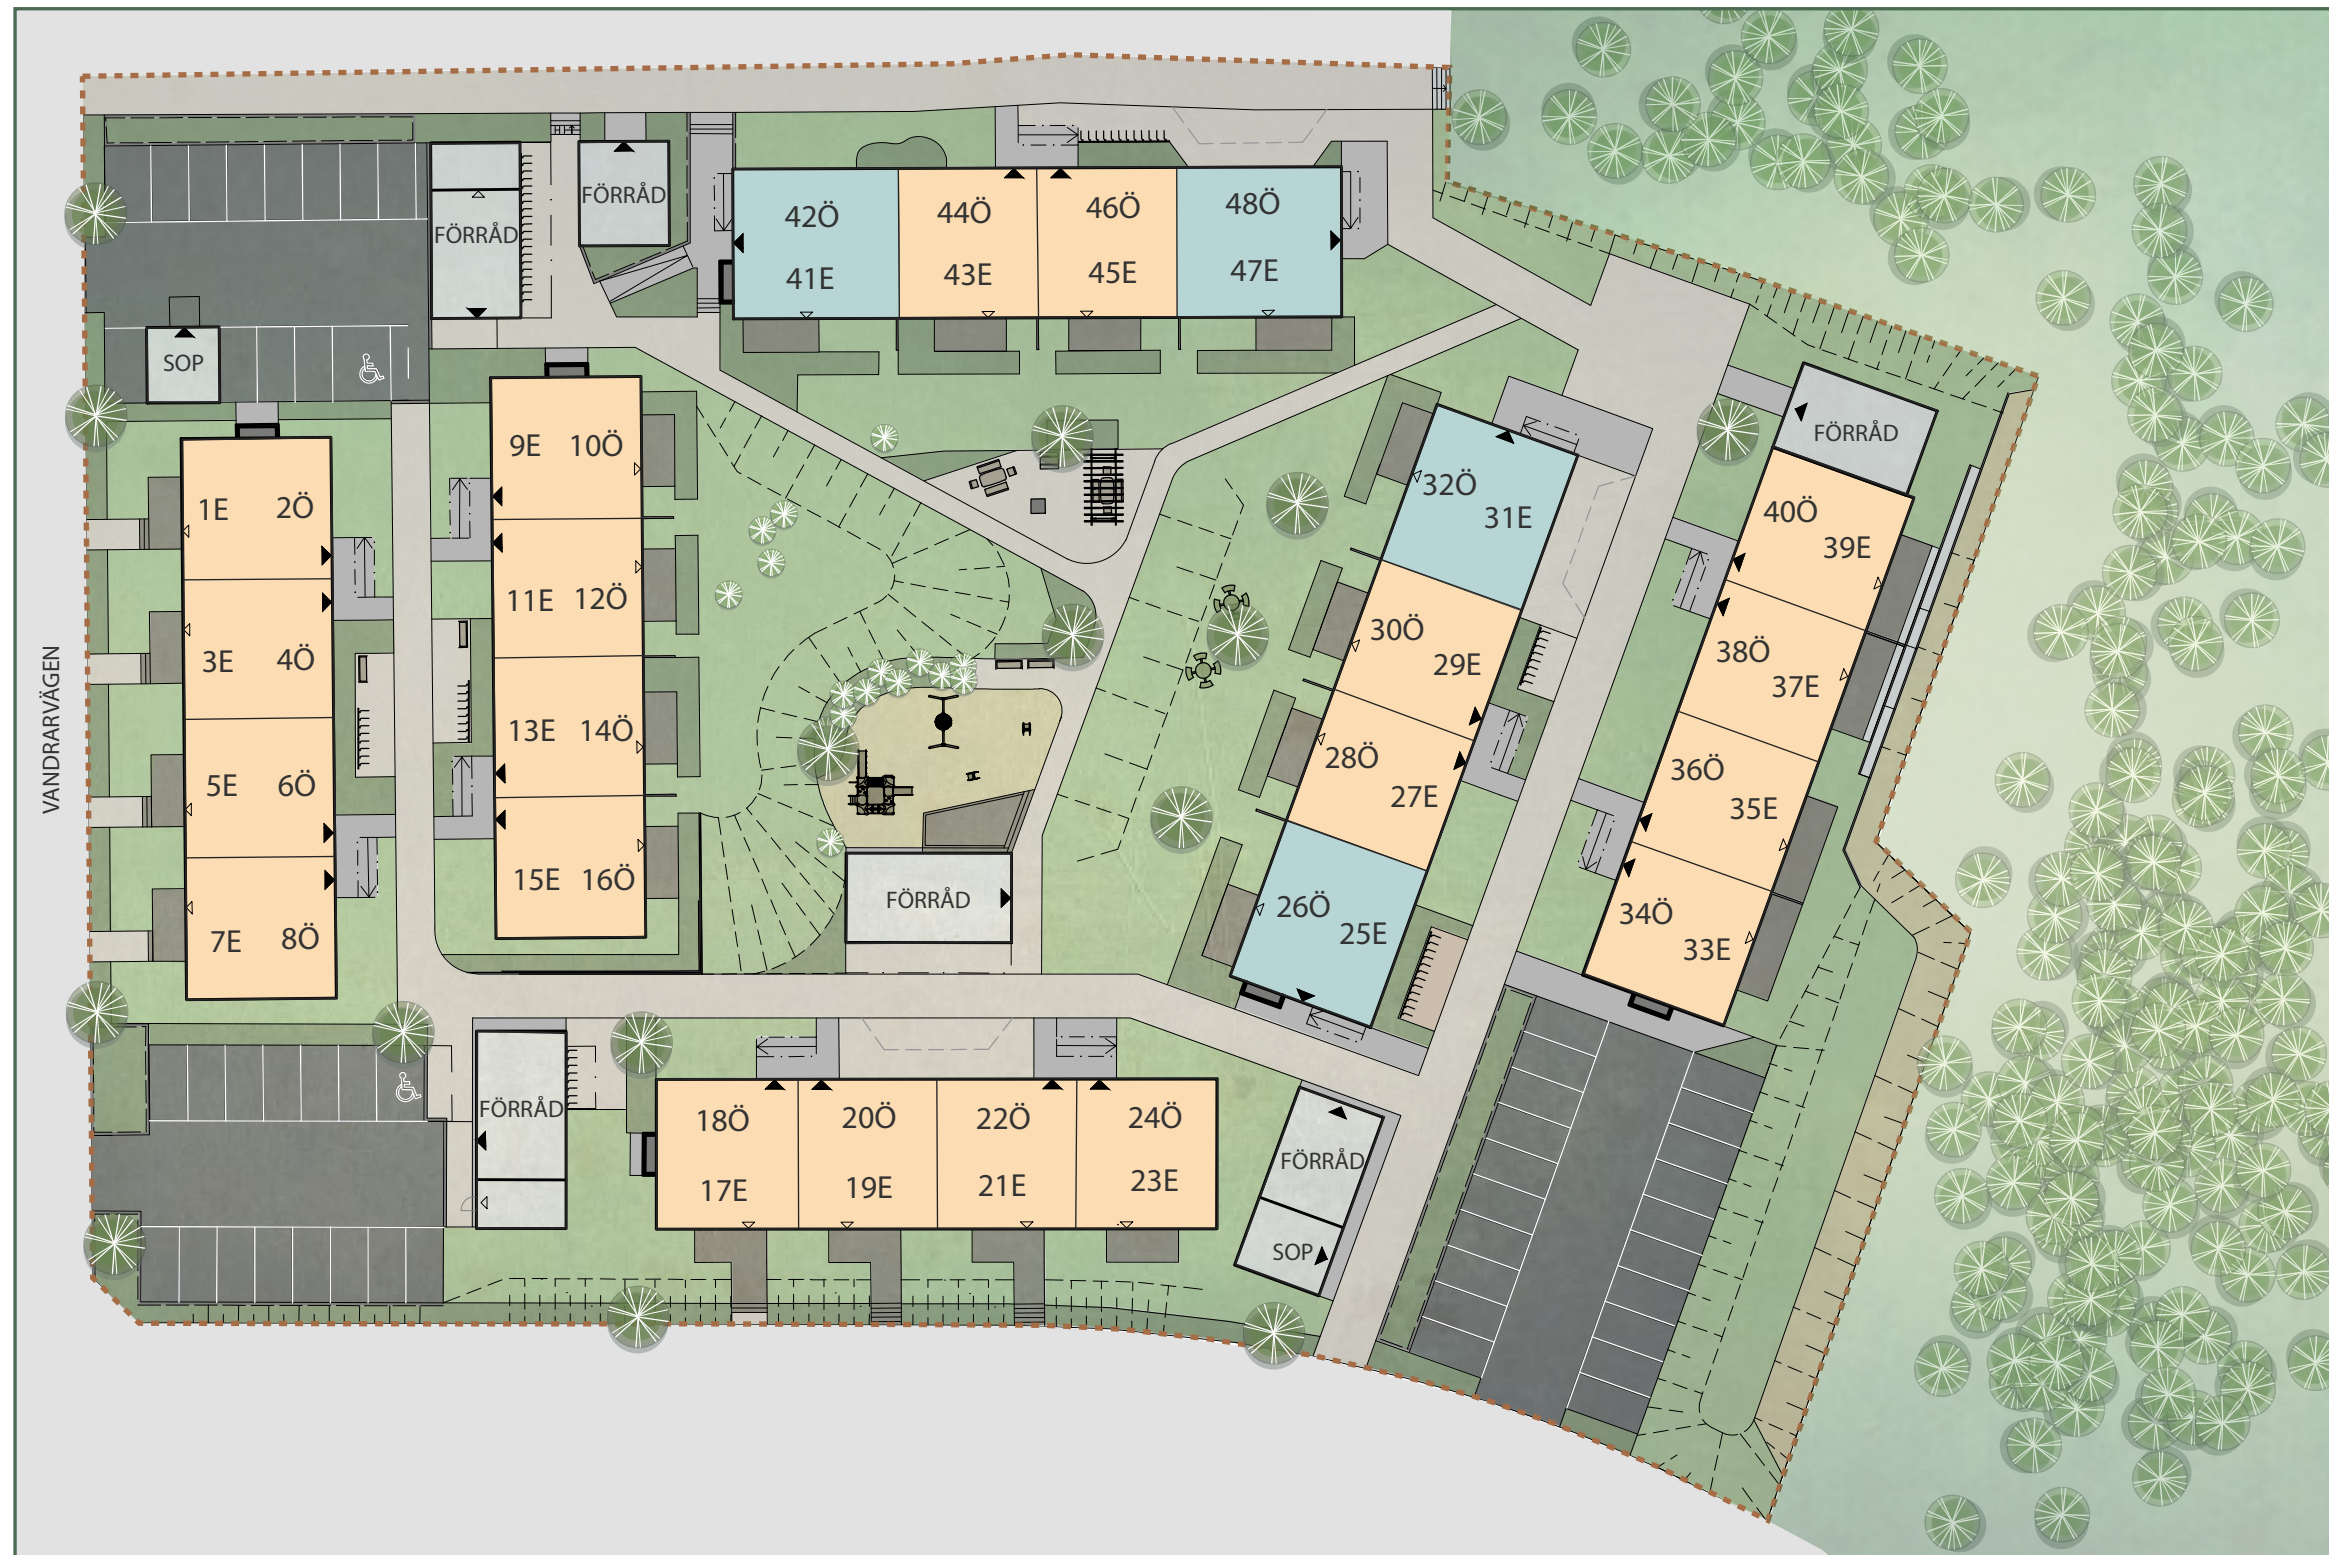 FÖRRÅD
FÖRRÅD
42Ö 44Ö 46Ö 48Ö
41E 43E 45E 47E
SOP
9E 10Ö
11E 12Ö
13E 14Ö
15E 16Ö
1E 2Ö
3E 4Ö
5E 6Ö
7E 8Ö
VANDRARVÄGEN
32Ö
31E
30Ö
29E
28Ö
27E
26Ö
25E
FÖRRÅD
40Ö
39E
38Ö
37E
36Ö
35E
34Ö
33E
FÖRRÅD
FÖRRÅD
18Ö 20Ö 22Ö 24Ö
17E 19E 21E 23E
FÖRRÅD
SOP